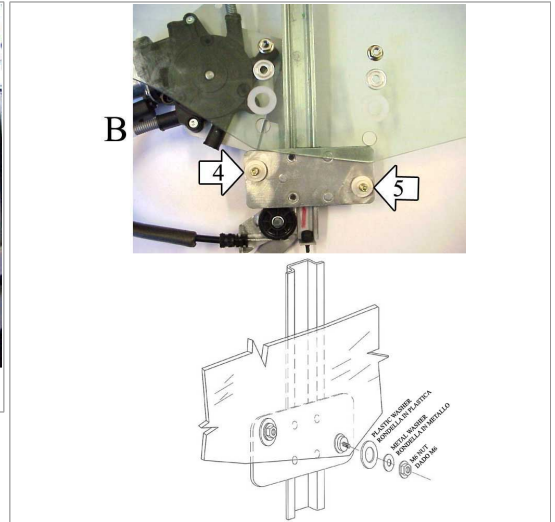 B
4
5
PLASTIC WASHER
RONDELLA IN PLASTICA
METAL WASHER
RONDELLA IN METALLO
M6 NUT
DADO M6